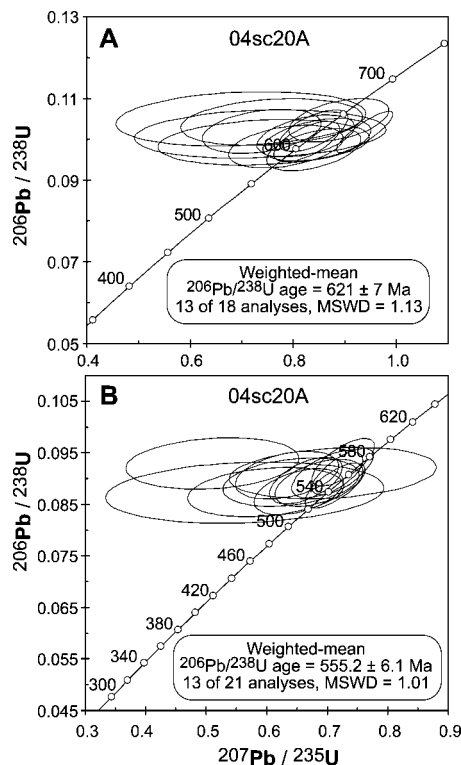 A
04sc20A
0.13
0.11
0.09
0.07
0.05
206Pb / 238U
700
600
500
400
Weighted-mean
206Pb/238U age = 621 ± 7 Ma
13 of 18 analyses, MSWD = 1.13
0.4
0.6
0.8
1.0
B
04sc20A
0.105
0.095
0.085
0.075
0.065
0.055
0.045
206Pb / 238U
620
580
540
500
460
420
380
340
300
Weighted-mean
206Pb/238U age = 555.2 ± 6.1 Ma
13 of 21 analyses, MSWD = 1.01
0.3
0.4
0.5
0.6
0.7
0.8
0.9
207Pb / 235U